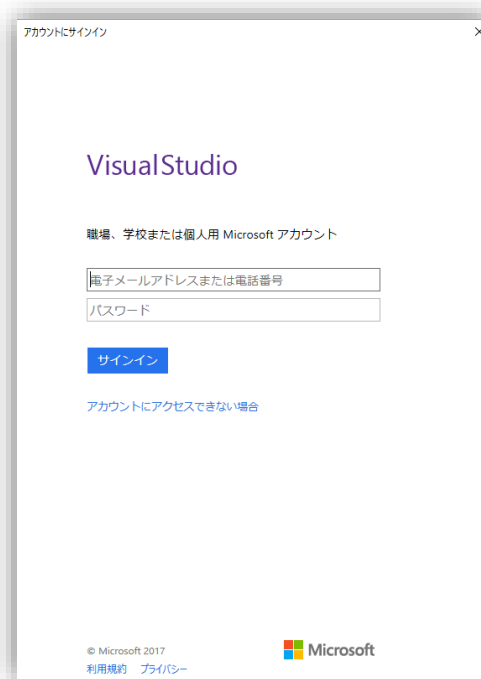 アカウントにサインイン
Visual Studio
職場、学校または個人用 Microsoft アカウント
電子メールアドレスまたは電話番号
パスワード
サインイン
アカウントにアクセスできない場合
© Microsoft 2017
Microsoft
利用規約 プライバシー